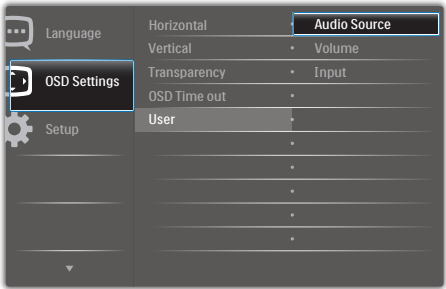 Language
OSD Settings
Setup
Horizontal
Vertical
Transparency
OSD Time out
User
Audio Source
Volume
Input